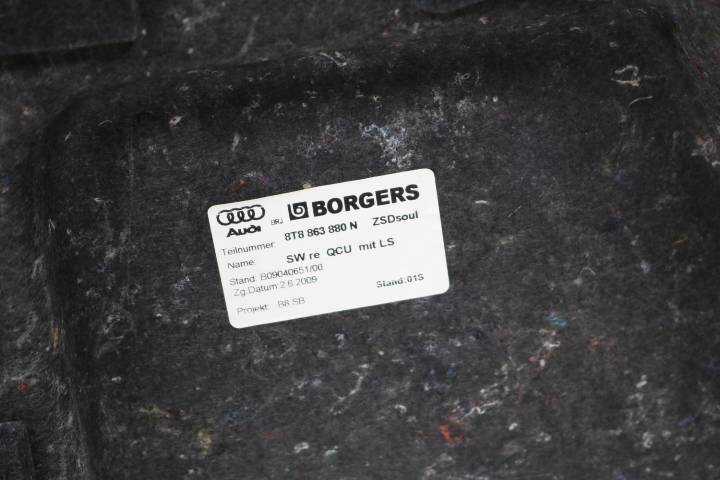 Audi BRJ BORGERS
Teilnummer: 8T8 863 880 N ZSDsoul
Name: SW re QCU mit LS
Stand: B09040651/00
Zg.Datum:2.6.2009 Stand:01S
Projekt: B8 SB